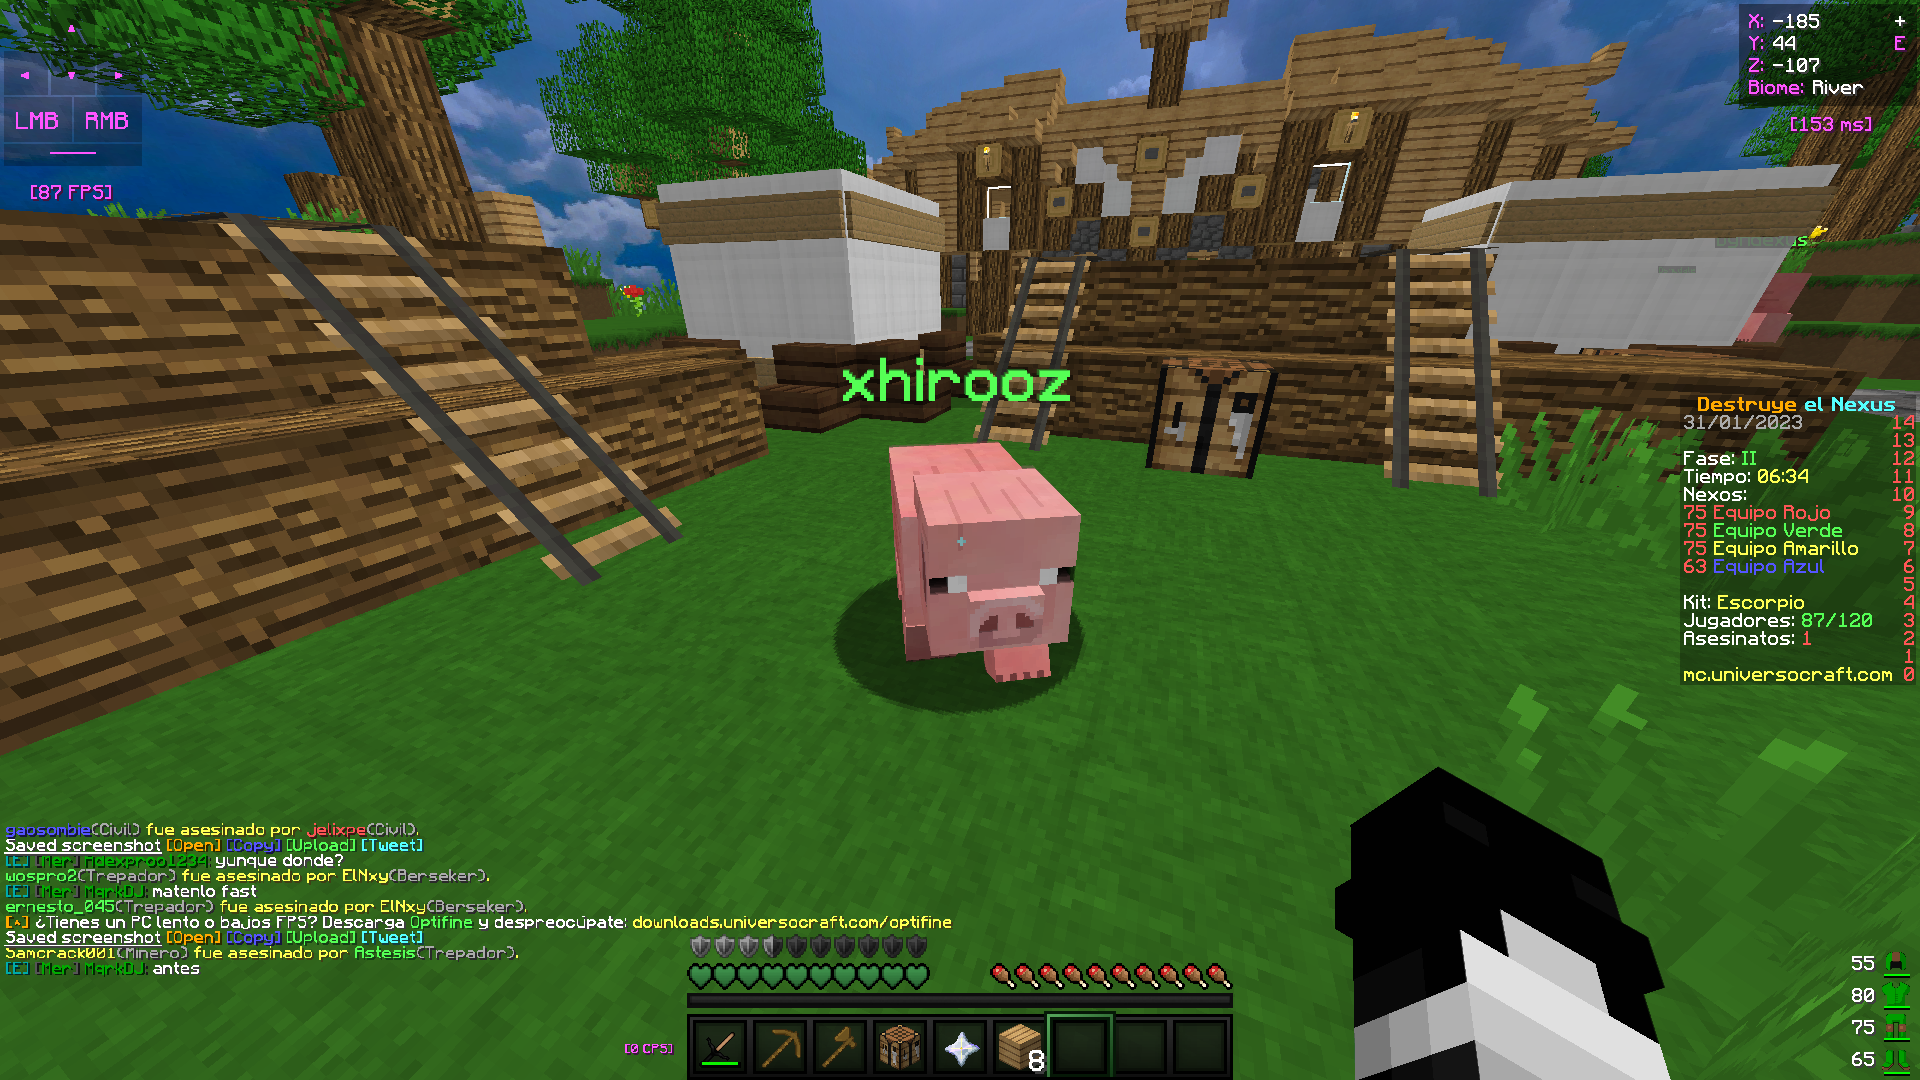 LMB RMB
[87 FPS]
X: -185 +
Y: 44 E
Z: -107
Biome: River
[153 ms]
xhirooz
Destruye el Nexus
31/01/2023 14
13
Fase: II 12
Tiempo: 06:34 11
Nexos: 10
75 Equipo Rojo 9
75 Equipo Verde 8
75 Equipo Amarillo 7
63 Equipo Azul 6
5
Kit: Escorpio 4
Jugadores: 87/120 3
Asesinatos: 1 2
1
mc.universocraft.com 0
gaosombie(Civil) fue asesinado por jelixpe(Civil).
Saved screenshot [Open] [Copy] [Upload] [Tweet]
[E] [Mer] Adexproo1234: yunque donde?
wospro2(Trepador) fue asesinado por ElNxy(Berseker).
[E] [Mer] MqrkDJ: matenlo fast
ernesto_045(Trepador) fue asesinado por ElNxy(Berseker).
¿Tienes un PC lento o bajos FPS? Descarga Optifine y despreocúpate: downloads.universocraft.com/optifine
Saved screenshot [Open] [Copy] [Upload] [Tweet]
Samcrack001(Minero) fue asesinado por Astesis(Trepador).
[E] [Mer] MqrkDJ: antes
[0 CPS]
8
55
80
75
65